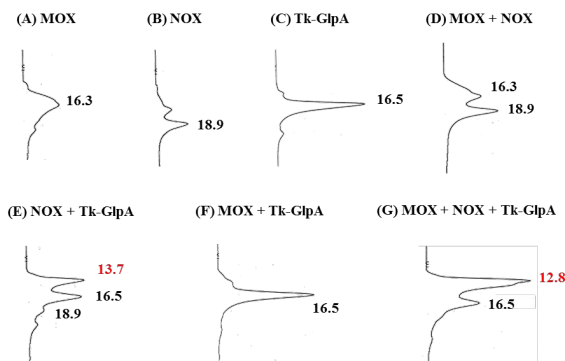 (A) MOX
(B) NOX
(C) Tk-GlpA
(D) MOX + NOX
16.3
18.9
16.5
16.3
18.9
(E) NOX + Tk-GlpA
(F) MOX + Tk-GlpA
(G) MOX + NOX + Tk-GlpA
13.7
16.5
18.9
16.5
12.8
16.5